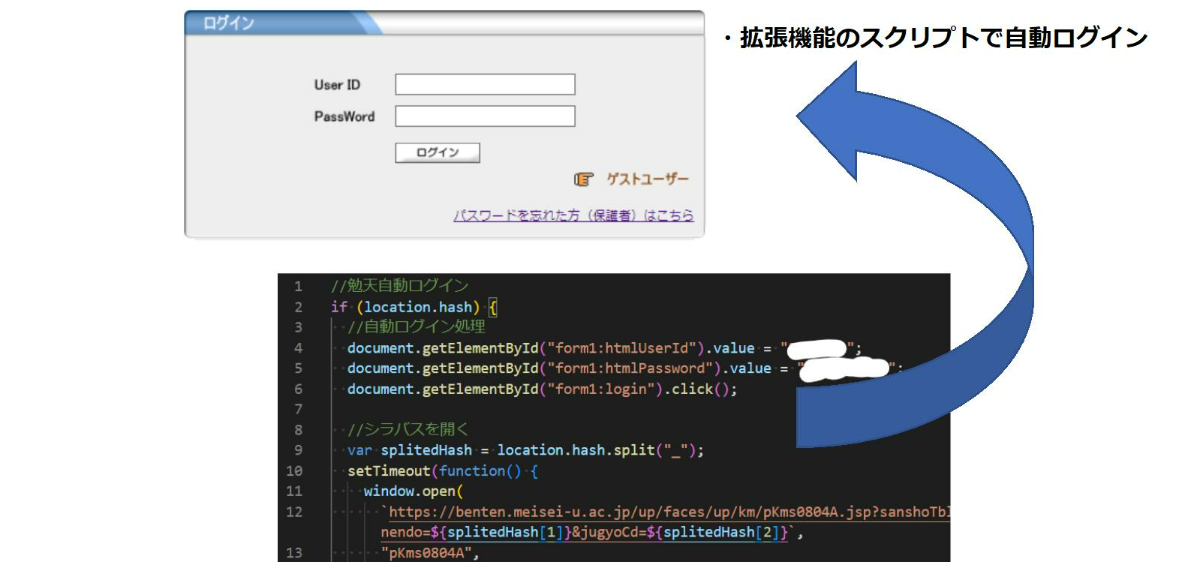 ログイン
・拡張機能のスクリプトで自動ログイン
User ID
PassWord
ログイン
ゲストユーザー
パスワードを忘れた方（保護者）はこちら
1 //勉天自動ログイン
2 if (location.hash) {
3 //自動ログイン処理
4 document.getElementById("form1:htmlUserId").value = "";
5 document.getElementById("form1:htmlPassword").value = ";
6 document.getElementById("form1:login").click();
7
8 //シラバスを開く
9 var splitedHash = location.hash.split("_");
10 setTimeout(function() {
11 window.open(
12 `https://benten.meisei-u.ac.jp/up/faces/up/km/pKms0804A.jsp?sanshoTbl
nendo=${splitedHash[1]}&jugyoCd=${splitedHash[2]}`,
13 "pKms0804A",